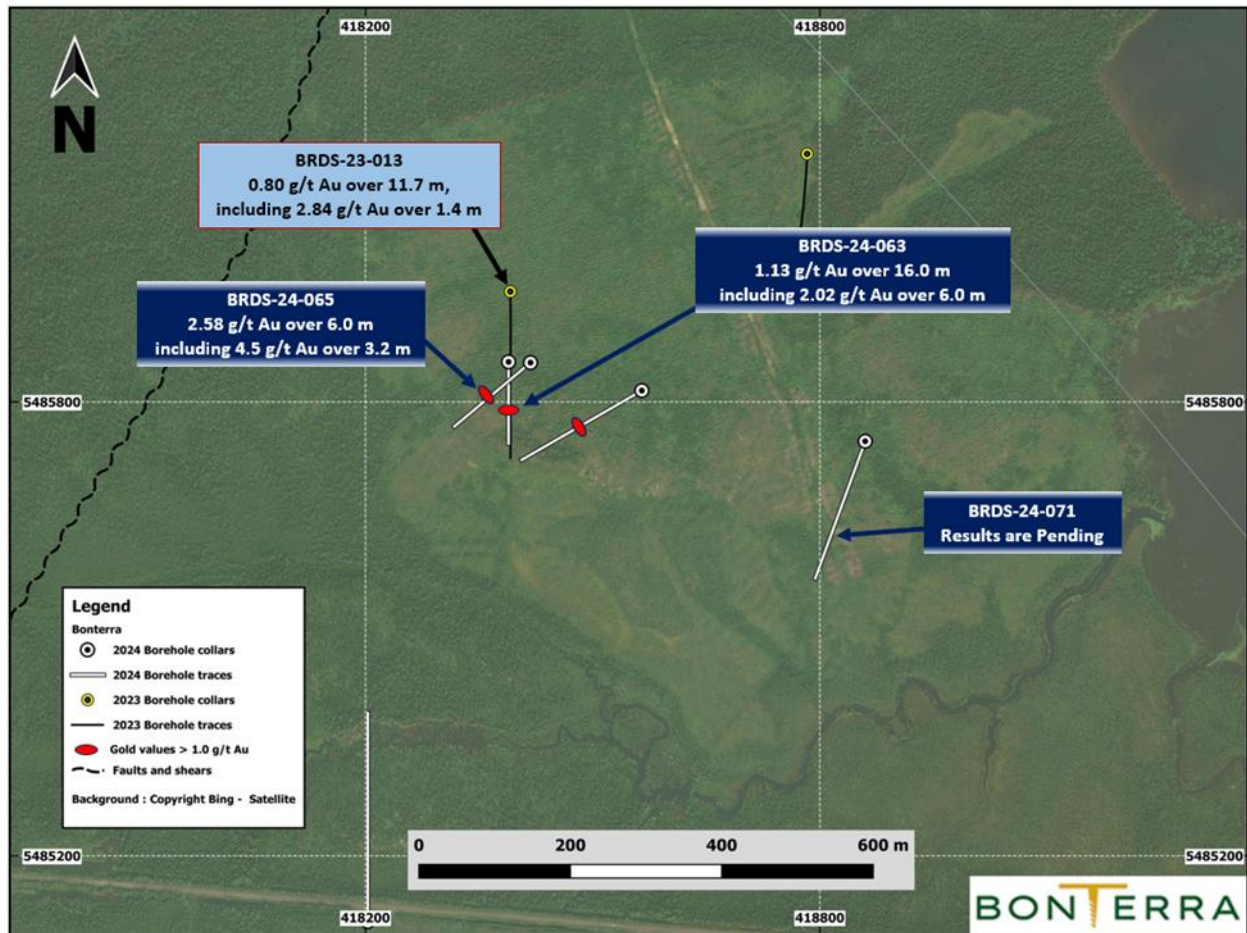 418200
418800
N
BRDS-23-013
0.80 g/t Au over 11.7 m,
including 2.84 g/t Au over 1.4 m
BRDS-24-063
1.13 g/t Au over 16.0 m
including 2.02 g/t Au over 6.0 m
BRDS-24-065
2.58 g/t Au over 6.0 m
including 4.5 g/t Au over 3.2 m
5485800
5485800
BRDS-24-071
Results are Pending
Legend
Bonterra
2024 Borehole collars
2024 Borehole traces
2023 Borehole collars
2023 Borehole traces
Gold values > 1.0 g/t Au
Faults and shears
Background : Copyright Bing - Satellite
0 200 400 600 m
5485200
5485200
418200
418800
BONTERRA